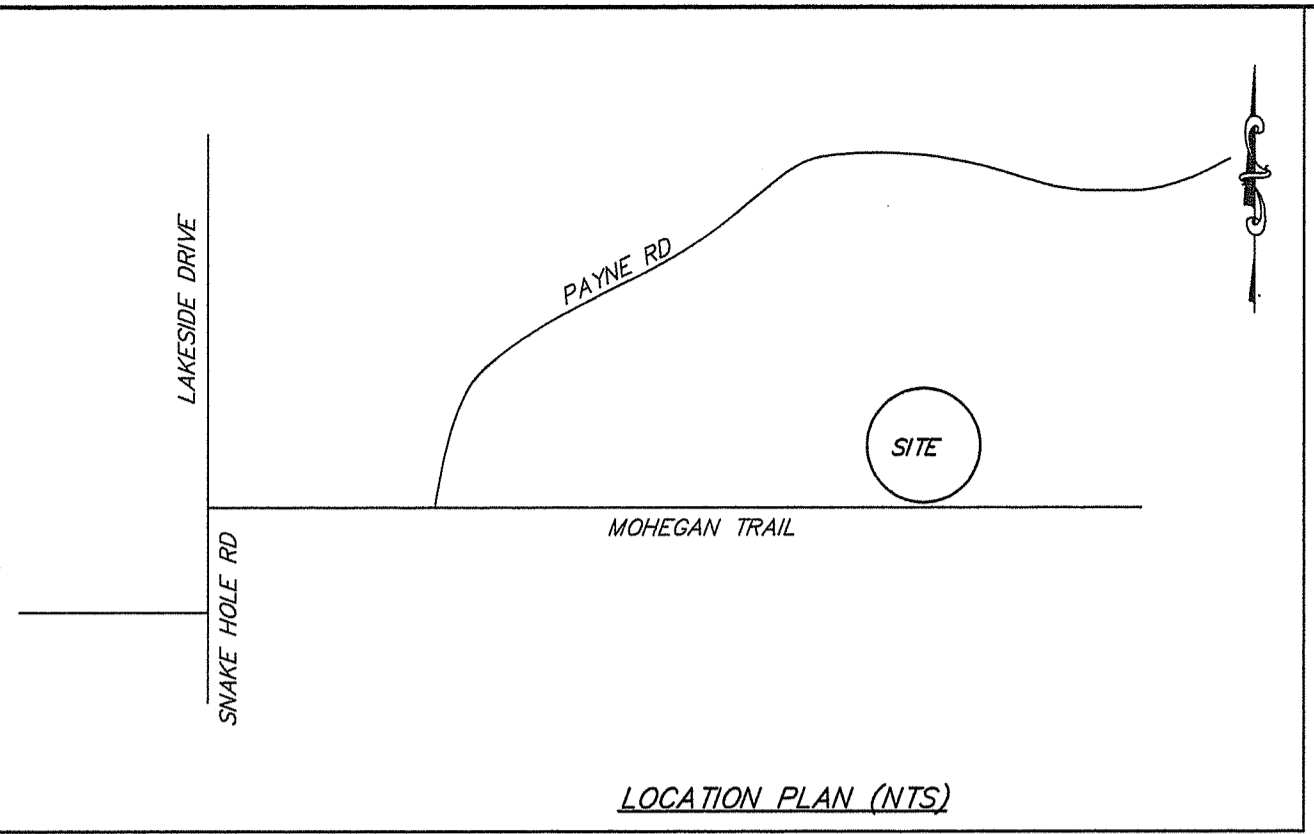 LAKESIDE DRIVE
PAYNE RD
SITE
MOHEGAN TRAIL
SNAKE HOLE RD
LOCATION PLAN (NTS)